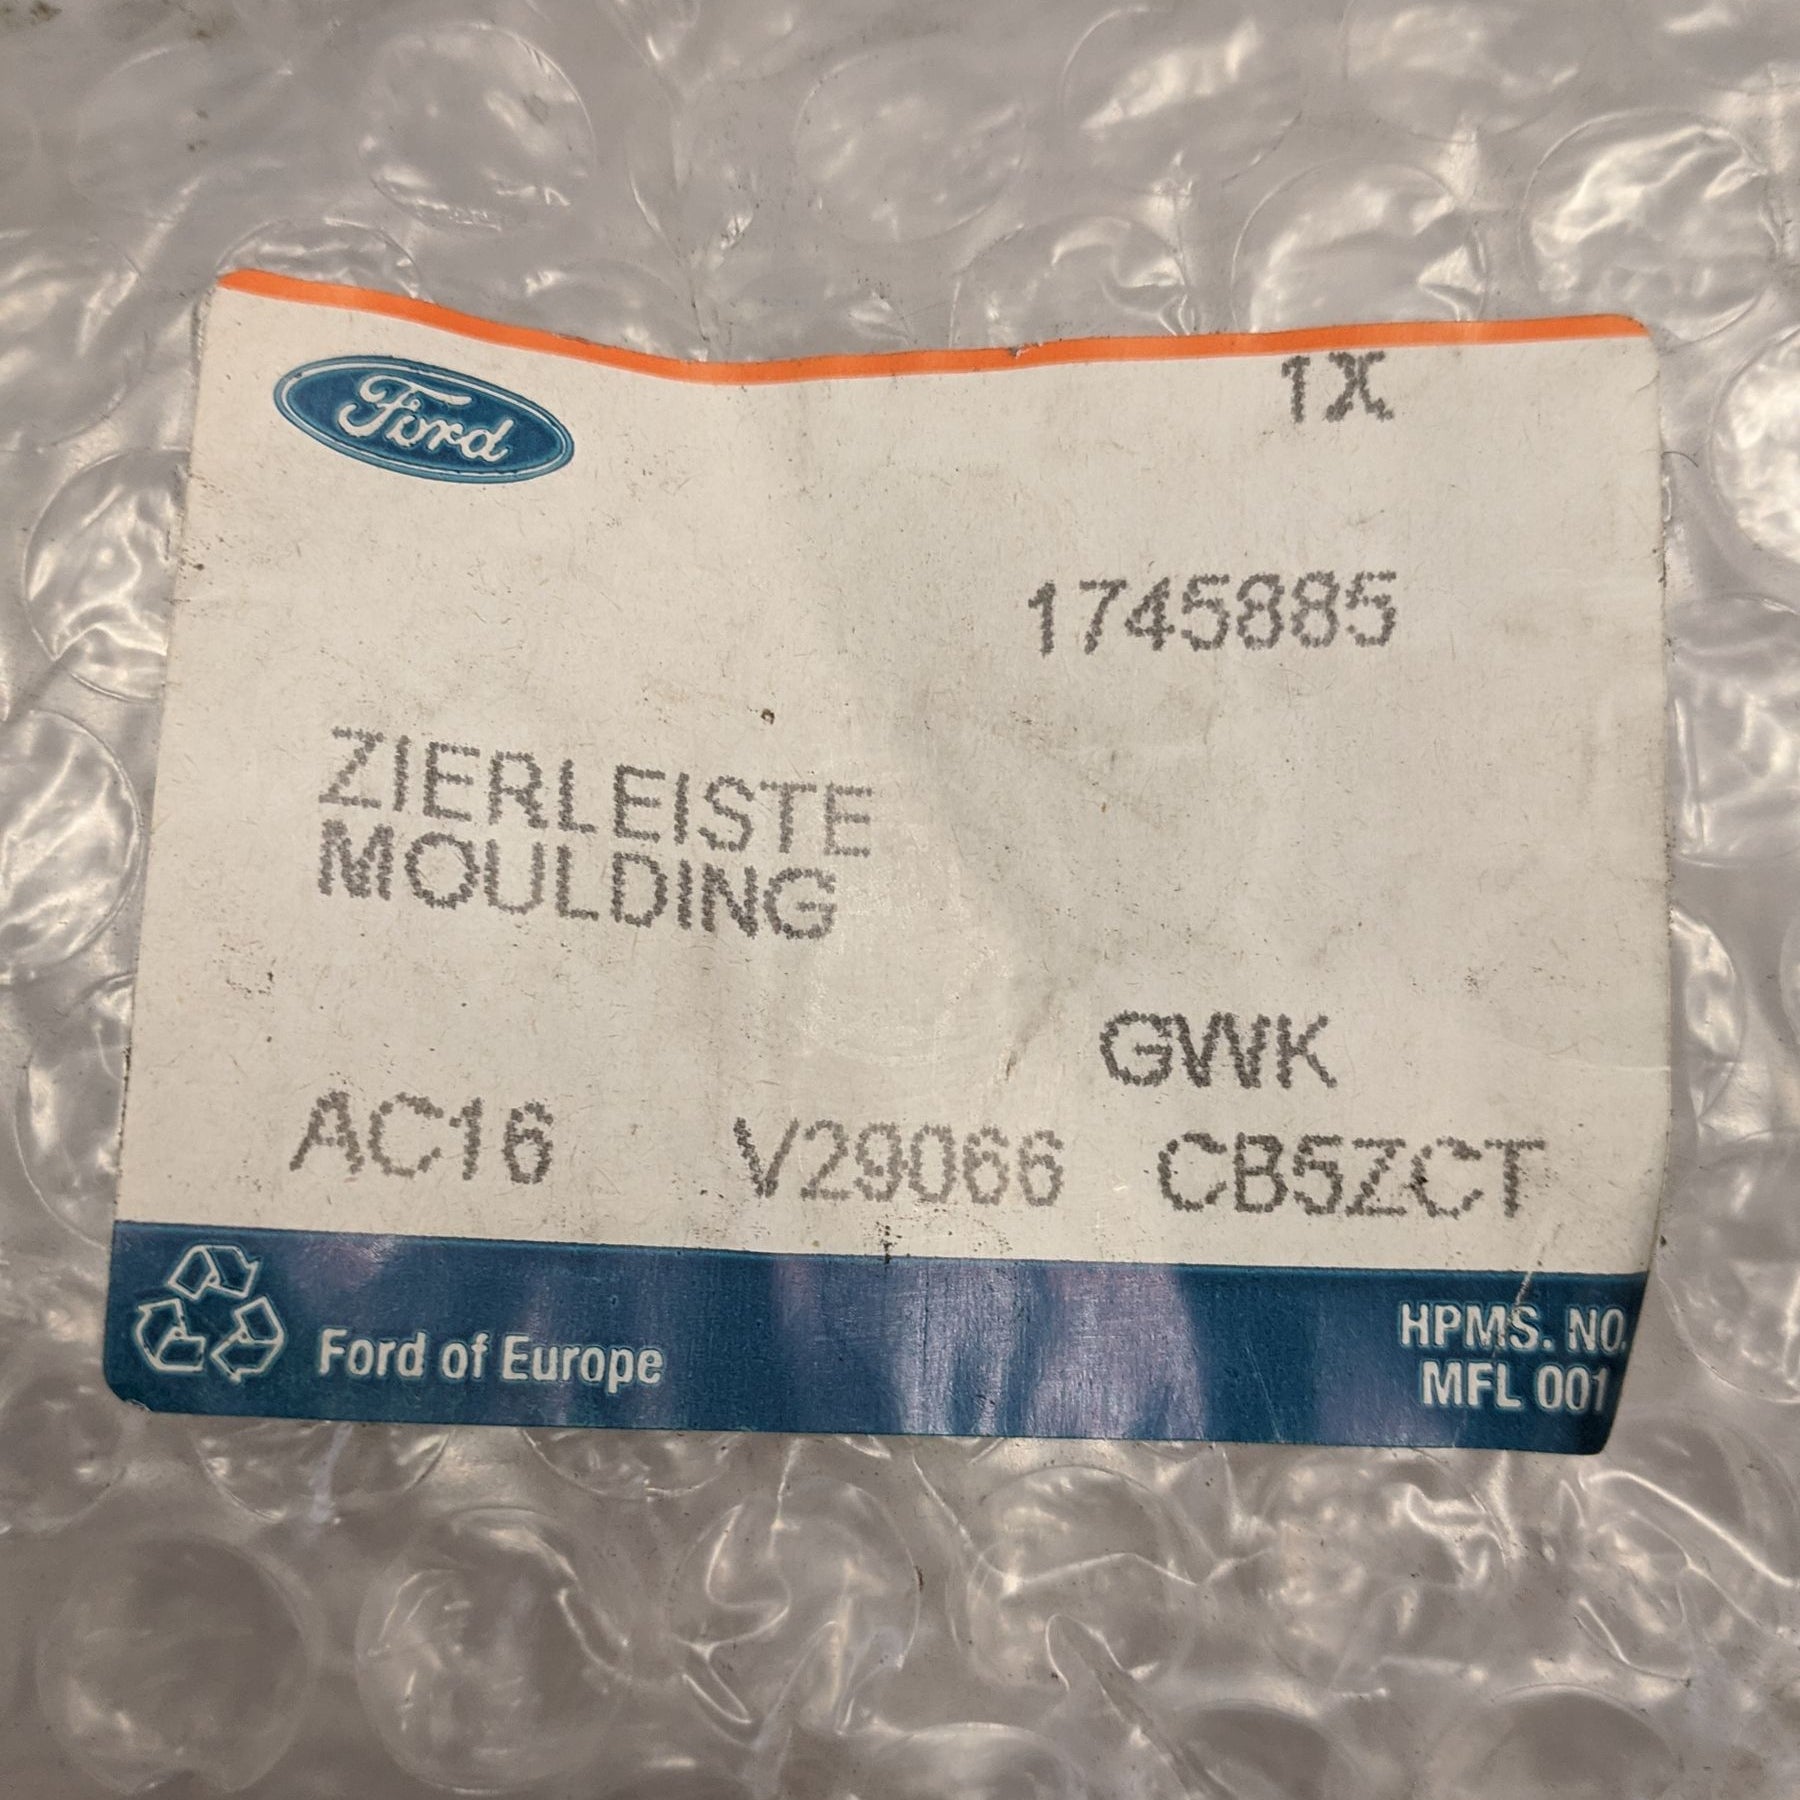 Ford
1X
1745885
ZIERLEISTE
MOULDING
GWK
AC16 V29066 CB5ZCT
Ford of Europe
HPMS. NO.
MFL 001